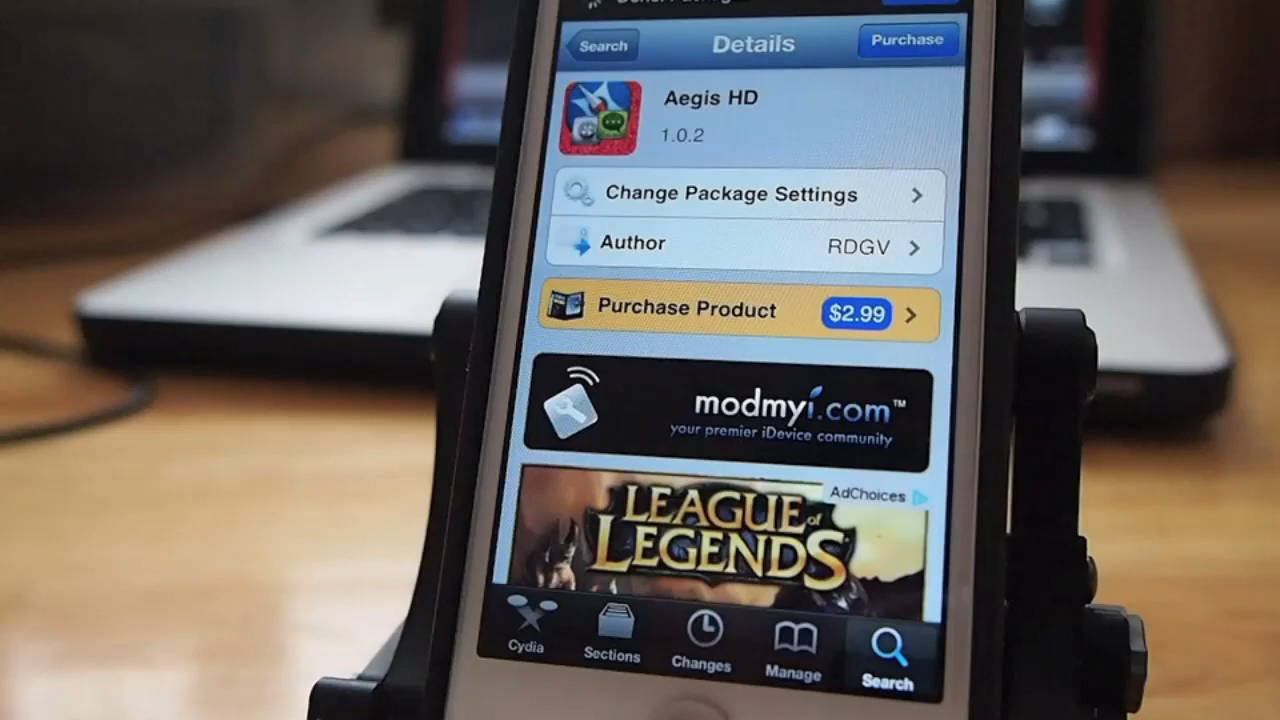 Search
Details
Purchase
Aegis HD
1.0.2
Change Package Settings
Author
RDGV
Purchase Product
$2.99
modmyi.com™
your premier iDevice community
AdChoices
LEAGUE of
LEGENDS
Cydia
Sections
Changes
Manage
Search